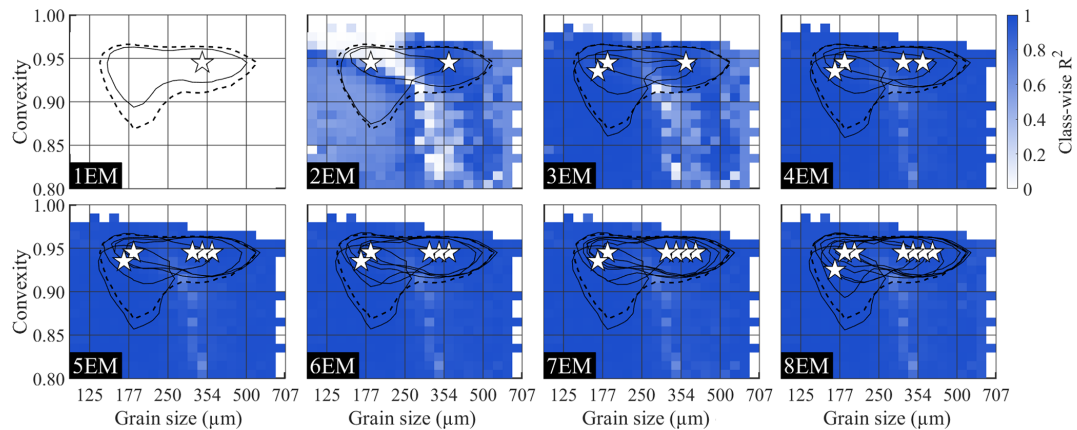 1.00
0.95
0.90
0.85
0.80
Convexity
1EM
2EM
3EM
4EM
1
0.8
0.6
0.4
0.2
0
Class-wise R²
1.00
0.95
0.90
0.85
0.80
Convexity
5EM
6EM
7EM
8EM
125 177 250 354 500 707
125 177 250 354 500 707
125 177 250 354 500 707
125 177 250 354 500 707
Grain size (µm)
Grain size (µm)
Grain size (µm)
Grain size (µm)